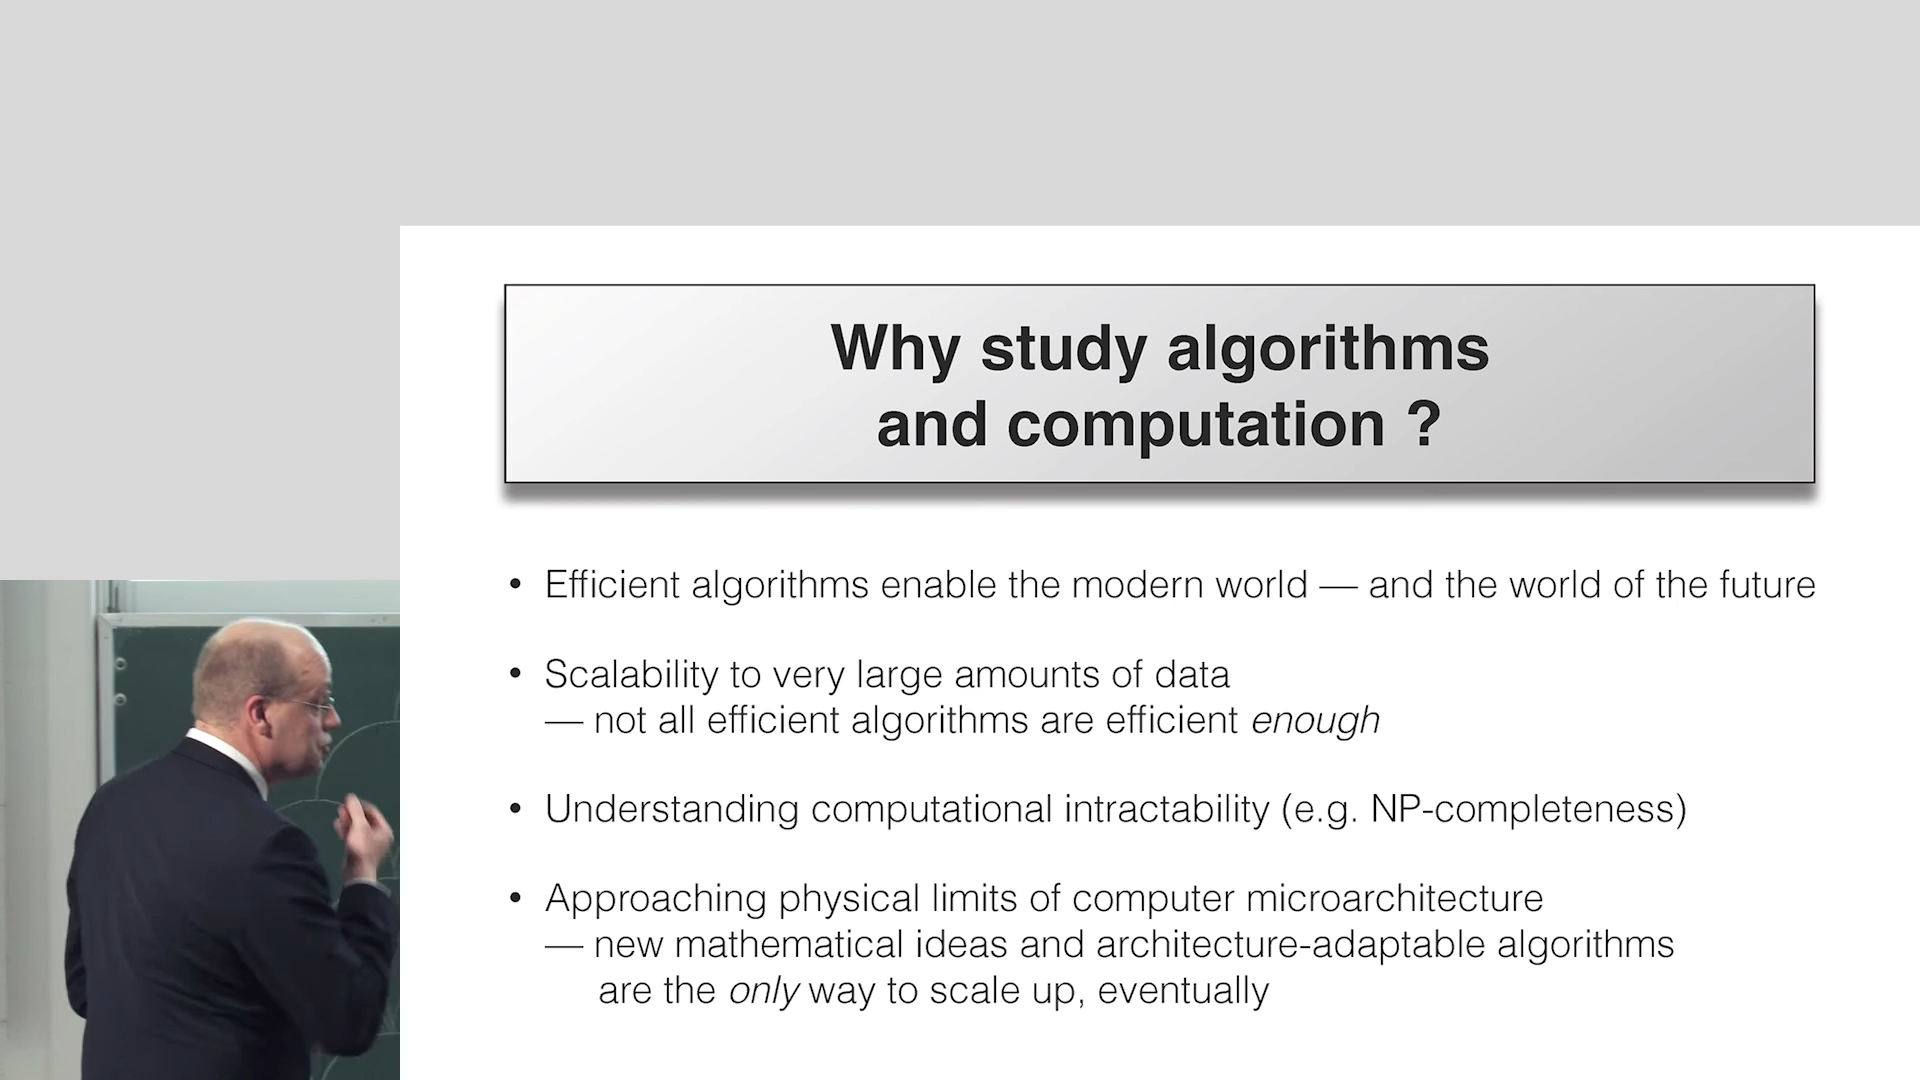 Why study algorithms
and computation ?
• Efficient algorithms enable the modern world — and the world of the future
• Scalability to very large amounts of data
— not all efficient algorithms are efficient enough
• Understanding computational intractability (e.g. NP-completeness)
• Approaching physical limits of computer microarchitecture
— new mathematical ideas and architecture-adaptable algorithms
are the only way to scale up, eventually